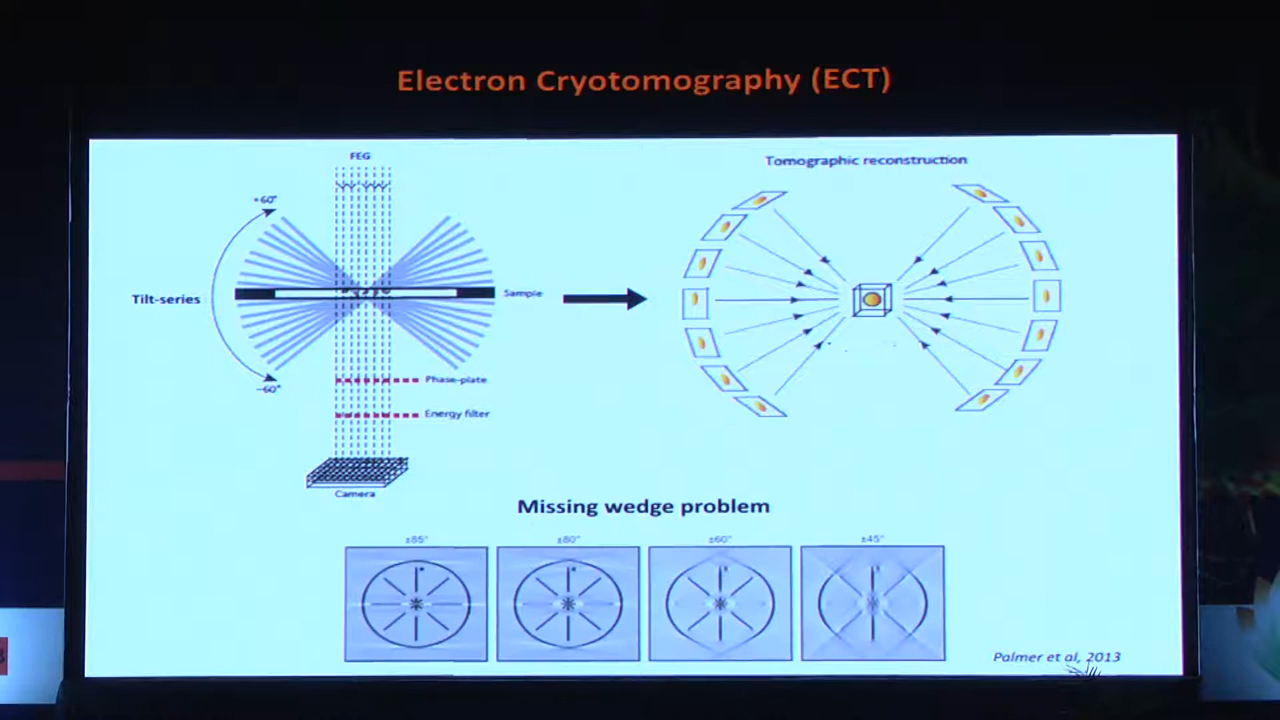 Electron Cryotomography (ECT)
FEG
+60°
Tilt-series
Sample
−60°
Phase-plate
Energy filter
Camera
Tomographic reconstruction
Missing wedge problem
±85°
±80°
±60°
±45°
Palmer et al, 2013